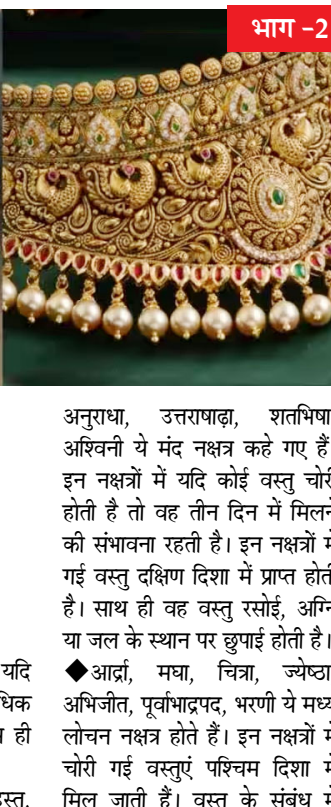 भाग -2
अनुराधा, उत्तराषाढ़ा, शतभिषा
अश्विनी ये मंद नक्षत्र कहे गए हैं
इन नक्षत्रों में यदि कोई वस्तु चोरी
होती है तो वह तीन दिन में मिलने
की संभावना रहती है। इन नक्षत्रों में
गई वस्तु दक्षिण दिशा में प्राप्त होती
है। साथ ही वह वस्तु रसोई, अग्नि
या जल के स्थान पर छुपाई होती है।
◆आर्द्रा, मघा, चित्रा, ज्येष्ठा
अभिजीत, पूर्वाभाद्रपद, भरणी ये मध्य
लोचन नक्षत्र होते हैं। इन नक्षत्रों में
चोरी गई वस्तुएं पश्चिम दिशा में
मिल जाती हैं। वस्तु के संबंध में
यदि
ही